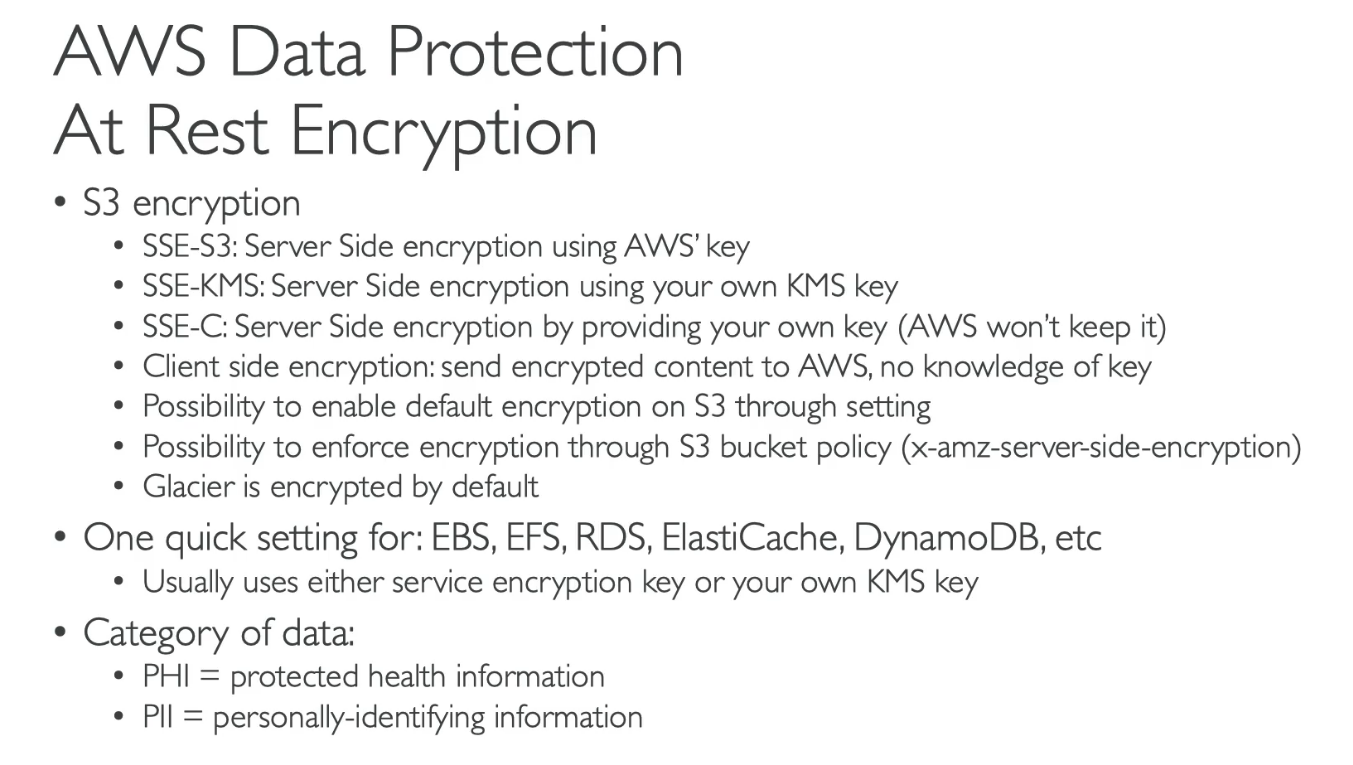 AWS Data Protection
At Rest Encryption
• S3 encryption
• SSE-S3: Server Side encryption using AWS’ key
• SSE-KMS: Server Side encryption using your own KMS key
• SSE-C: Server Side encryption by providing your own key (AWS won’t keep it)
• Client side encryption: send encrypted content to AWS, no knowledge of key
• Possibility to enable default encryption on S3 through setting
• Possibility to enforce encryption through S3 bucket policy (x-amz-server-side-encryption)
• Glacier is encrypted by default
• One quick setting for: EBS, EFS, RDS, ElastiCache, DynamoDB, etc
• Usually uses either service encryption key or your own KMS key
• Category of data:
• PHI = protected health information
• PII = personally-identifying information